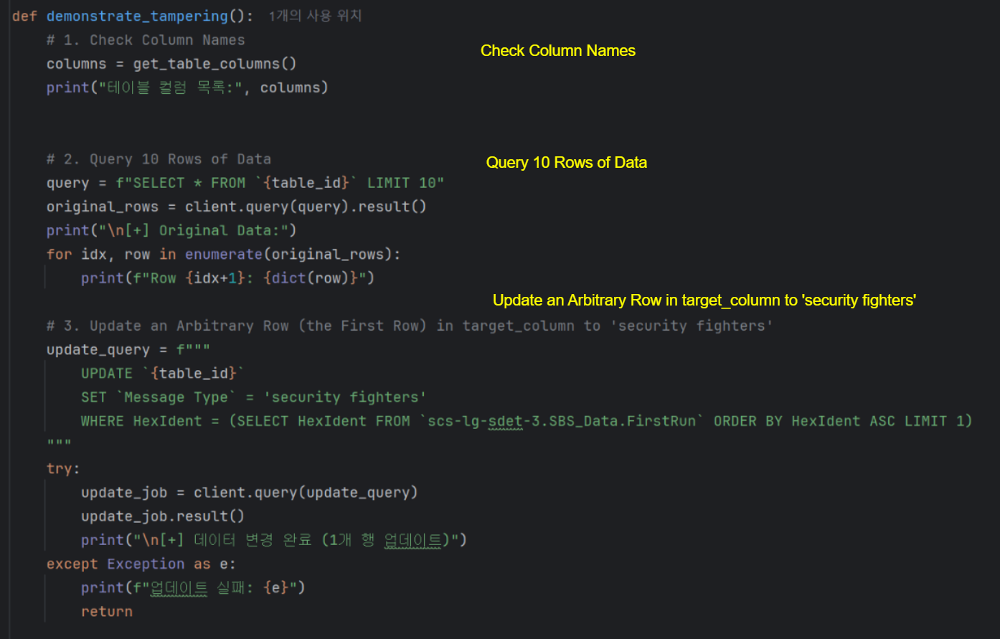 def demonstrate_tampering(): 1개의 사용 위치
# 1. Check Column Names
Check Column Names
columns = get_table_columns()
print("테이블 컬럼 목록:", columns)
# 2. Query 10 Rows of Data
Query 10 Rows of Data
query = f"SELECT * FROM `{table_id}` LIMIT 10"
original_rows = client.query(query).result()
print("\n[+] Original Data:")
for idx, row in enumerate(original_rows):
print(f"Row {idx+1}: {dict(row)}")
Update an Arbitrary Row in target_column to 'security fighters'
# 3. Update an Arbitrary Row (the First Row) in target_column to 'security fighters'
update_query = f"""
UPDATE `{table_id}`
SET `Message Type` = 'security fighters'
WHERE HexIdent = (SELECT HexIdent FROM `scs-lg-sdet-3.SBS_Data.FirstRun` ORDER BY HexIdent ASC LIMIT 1)
"""
try:
update_job = client.query(update_query)
update_job.result()
print("\n[+] 데이터 변경 완료 (1개 행 업데이트)")
except Exception as e:
print(f"업데이트 실패: {e}")
return